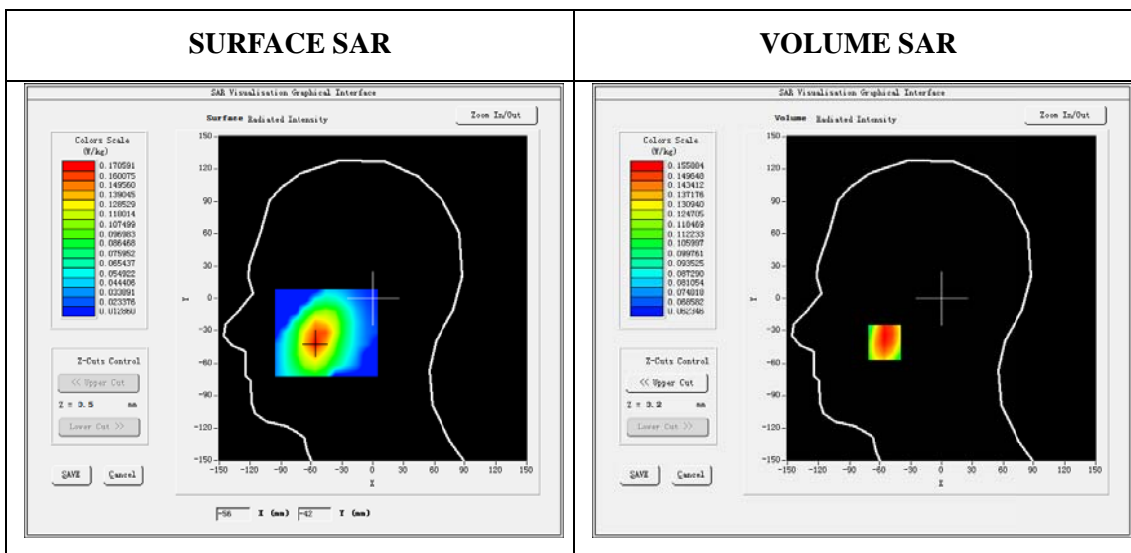 SURFACE SAR
SAR Visualisation Graphical Interface
Surface Radiated Intensity
Zoom In/Out
Colors Scale
(W/kg)
0.170591
0.160075
0.149560
0.139045
0.128529
0.118014
0.107499
0.096983
0.086468
0.075952
0.065437
0.054922
0.044406
0.033891
0.023376
0.012860
150
120
90
60
30
0
-30
-60
-90
-120
-150
Y
-150 -120 -90 -60 -30 0 30 60 90 120 150
X
Z-Cuts Control
<< Upper Cut
Z = 3.5 mm
Lower Cut >>
SAVE Cancel
-56 X (mm) -42 Y (mm)
VOLUME SAR
SAR Visualisation Graphical Interface
Volume Radiated Intensity
Zoom In/Out
Colors Scale
(W/kg)
0.155884
0.149648
0.143412
0.137176
0.130940
0.124705
0.118469
0.112233
0.105997
0.099761
0.093525
0.087290
0.081054
0.074818
0.068582
0.062346
150
120
90
60
30
0
-30
-60
-90
-120
-150
Y
-150 -120 -90 -60 -30 0 30 60 90 120 150
X
Z-Cuts Control
<< Upper Cut
Z = 3.2 mm
Lower Cut >>
SAVE Cancel